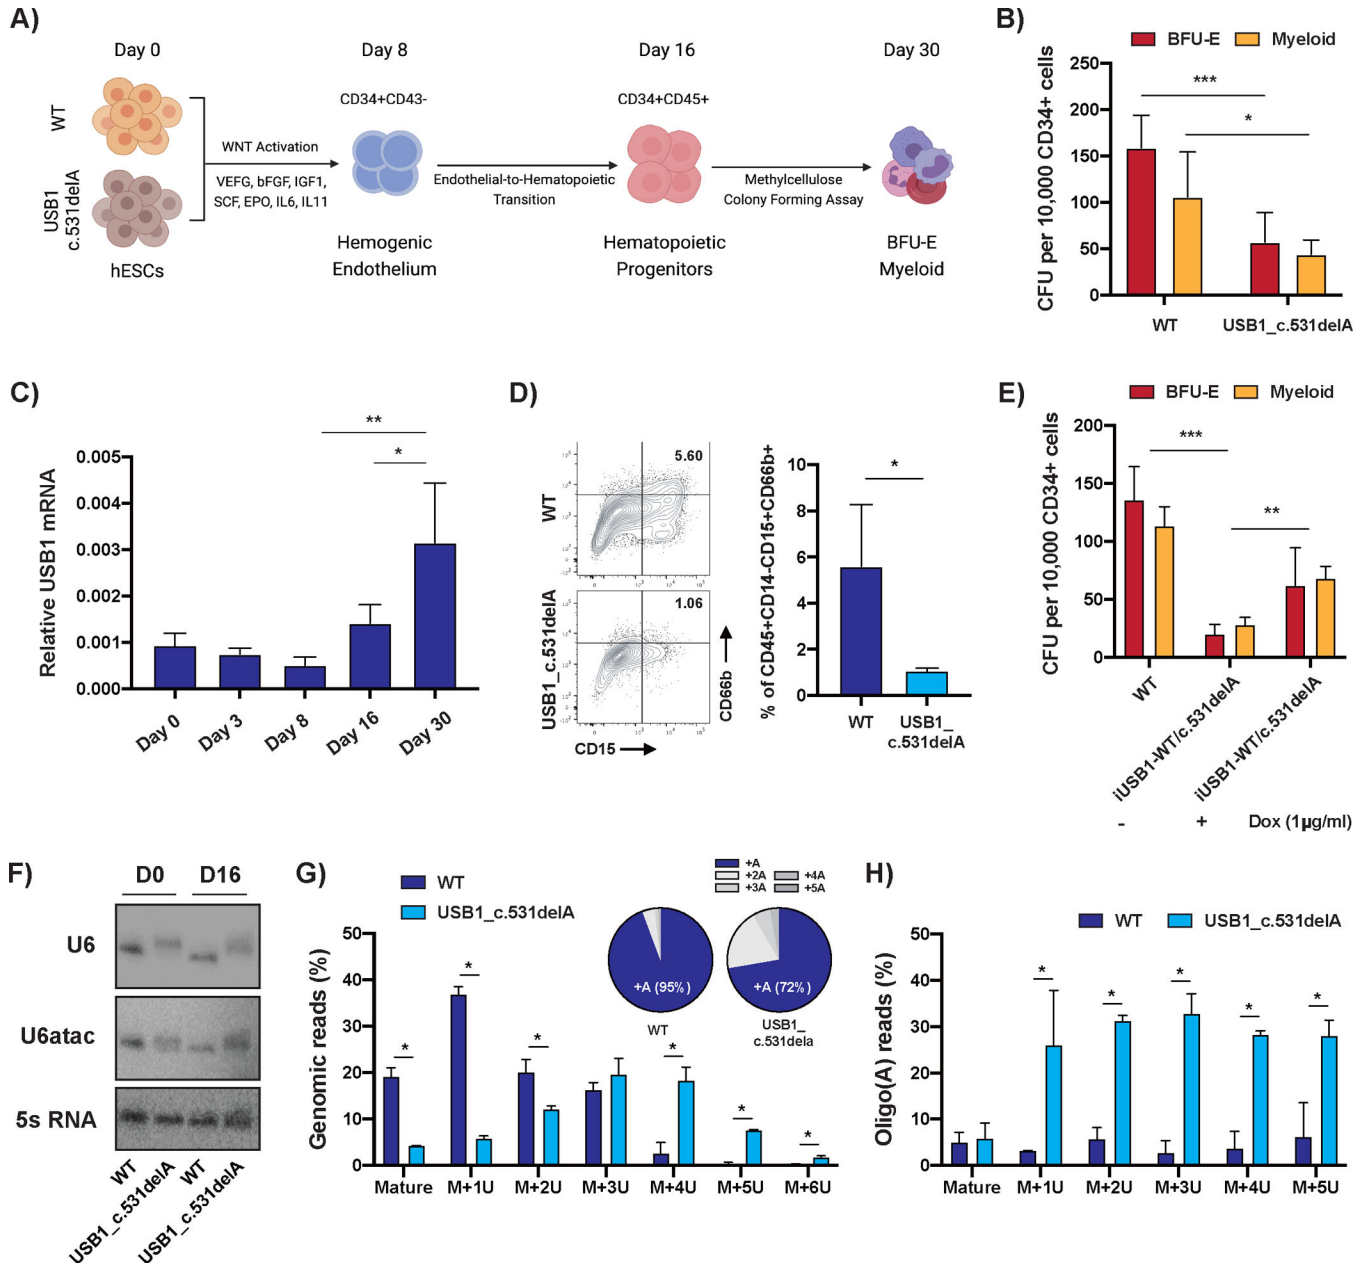 A)
Day 0
Day 8
Day 16
Day 30
WT
USB1
c.531delA
hESCs
WNT Activation
VEFG, bFGF, IGF1,
SCF, EPO, IL6, IL11
CD34+CD43-
Hemogenic
Endothelium
Endothelial-to-Hematopoietic
Transition
CD34+CD45+
Hematopoietic
Progenitors
Methylcellulose
Colony Forming Assay
BFU-E
Myeloid
B)
BFU-E Myeloid
CFU per 10,000 CD34+ cells
250
200
150
100
50
0
***
*
WT USB1_c.531delA
C)
Relative USB1 mRNA
0.005
0.004
0.003
0.002
0.001
0.000
**
*
Day 0 Day 3 Day 8 Day 16 Day 30
D)
WT
5.60
USB1_c.531delA
1.06
CD66b
CD15
% of CD45+CD14-CD15+CD66b+
10
8
6
4
2
0
*
WT USB1_
c.531delA
E)
BFU-E Myeloid
CFU per 10,000 CD34+ cells
200
150
100
50
0
***
**
WT iUSB1-WT/c.531delA iUSB1-WT/c.531delA
- + Dox (1µg/ml)
F)
D0 D16
U6
U6atac
5s RNA
WT USB1_c.531delA WT USB1_c.531delA
G)
WT
USB1_c.531delA
+A
+2A +4A
+3A +5A
+A (95%)
WT
+A (72%)
USB1_
c.531dela
Genomic reads (%)
50
40
30
20
10
0
* * * * * *
Mature M+1U M+2U M+3U M+4U M+5U M+6U
H)
WT USB1_c.531delA
Oligo(A) reads (%)
50
40
30
20
10
0
* * * * *
Mature M+1U M+2U M+3U M+4U M+5U